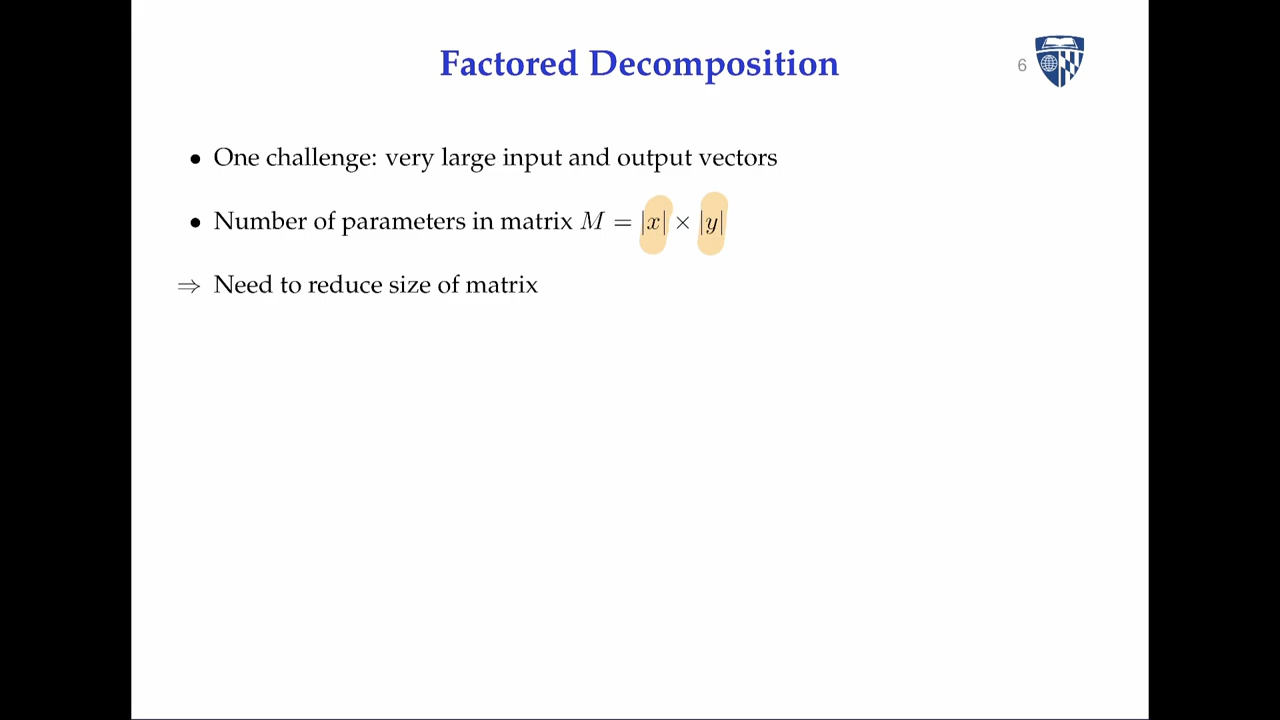 Factored Decomposition
6
• One challenge: very large input and output vectors
• Number of parameters in matrix M = |x| × |y|
⇒ Need to reduce size of matrix